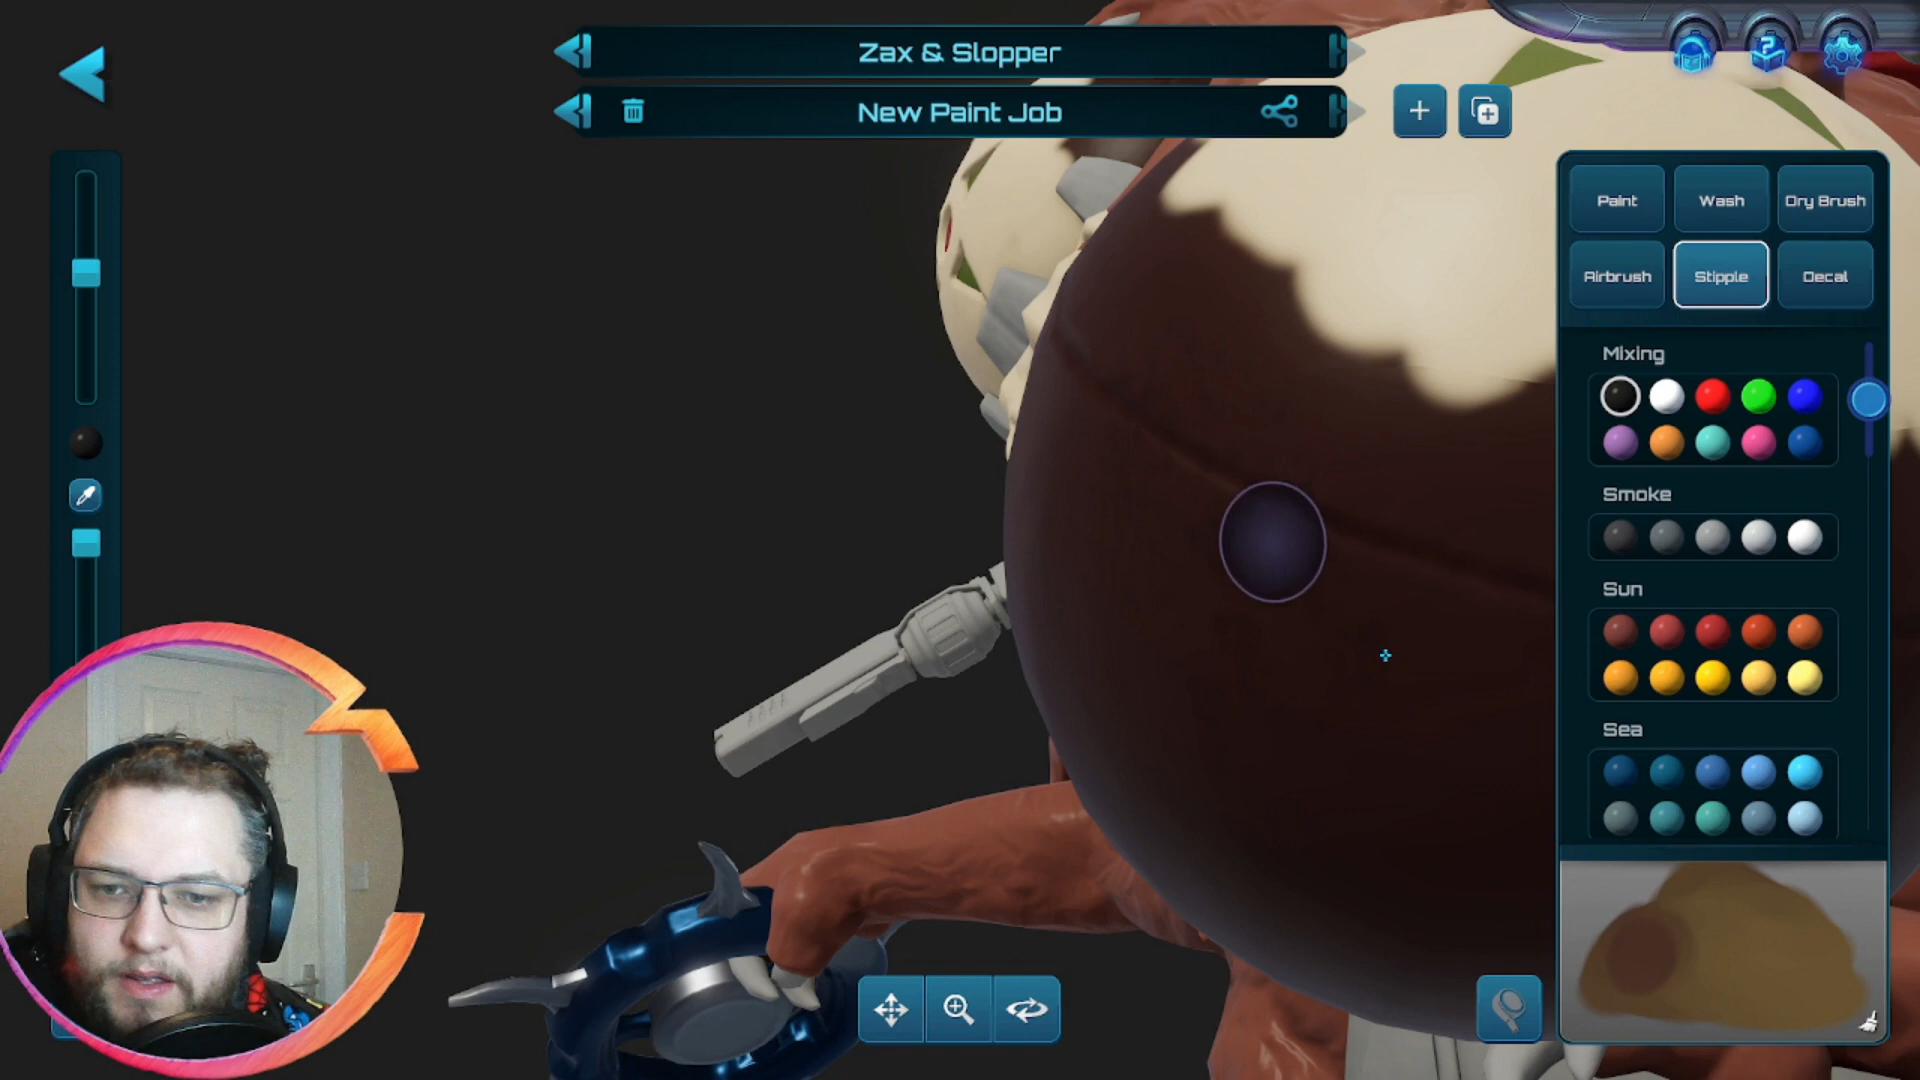 Zax & Slopper
New Paint Job
Paint
Wash
Dry Brush
Airbrush
Stipple
Decal
Mixing
Smoke
Sun
Sea